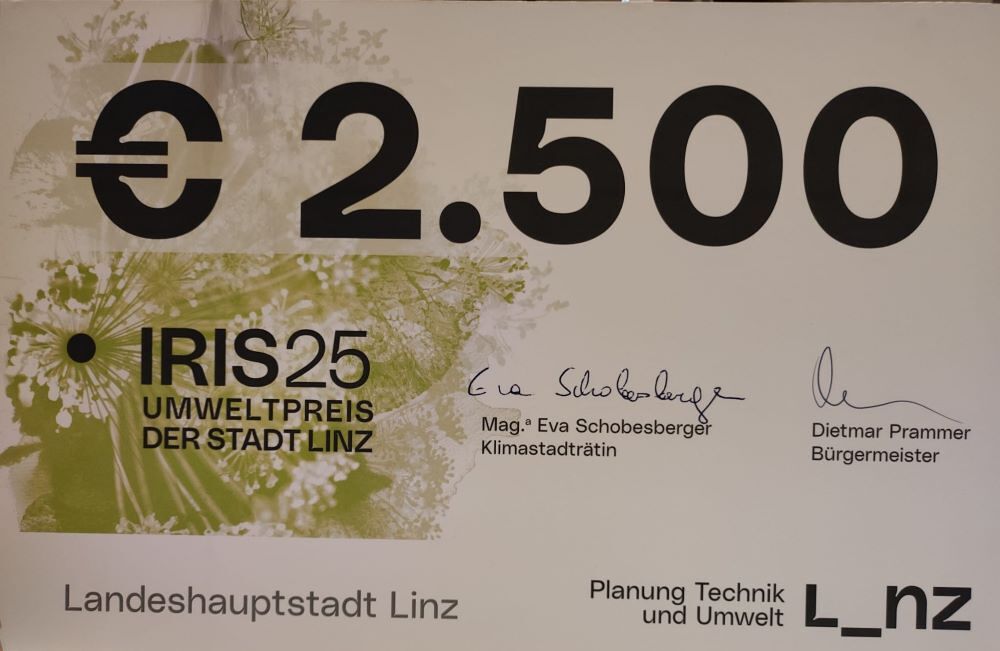 € 2.500
IRIS25
UMWELTPREIS
DER STADT LINZ
Eva Schobesberger
Mag.ª Eva Schobesberger
Klimastadträtin
Dietmar Prammer
Bürgermeister
Landeshauptstadt Linz
Planung Technik
und Umwelt
L_nz